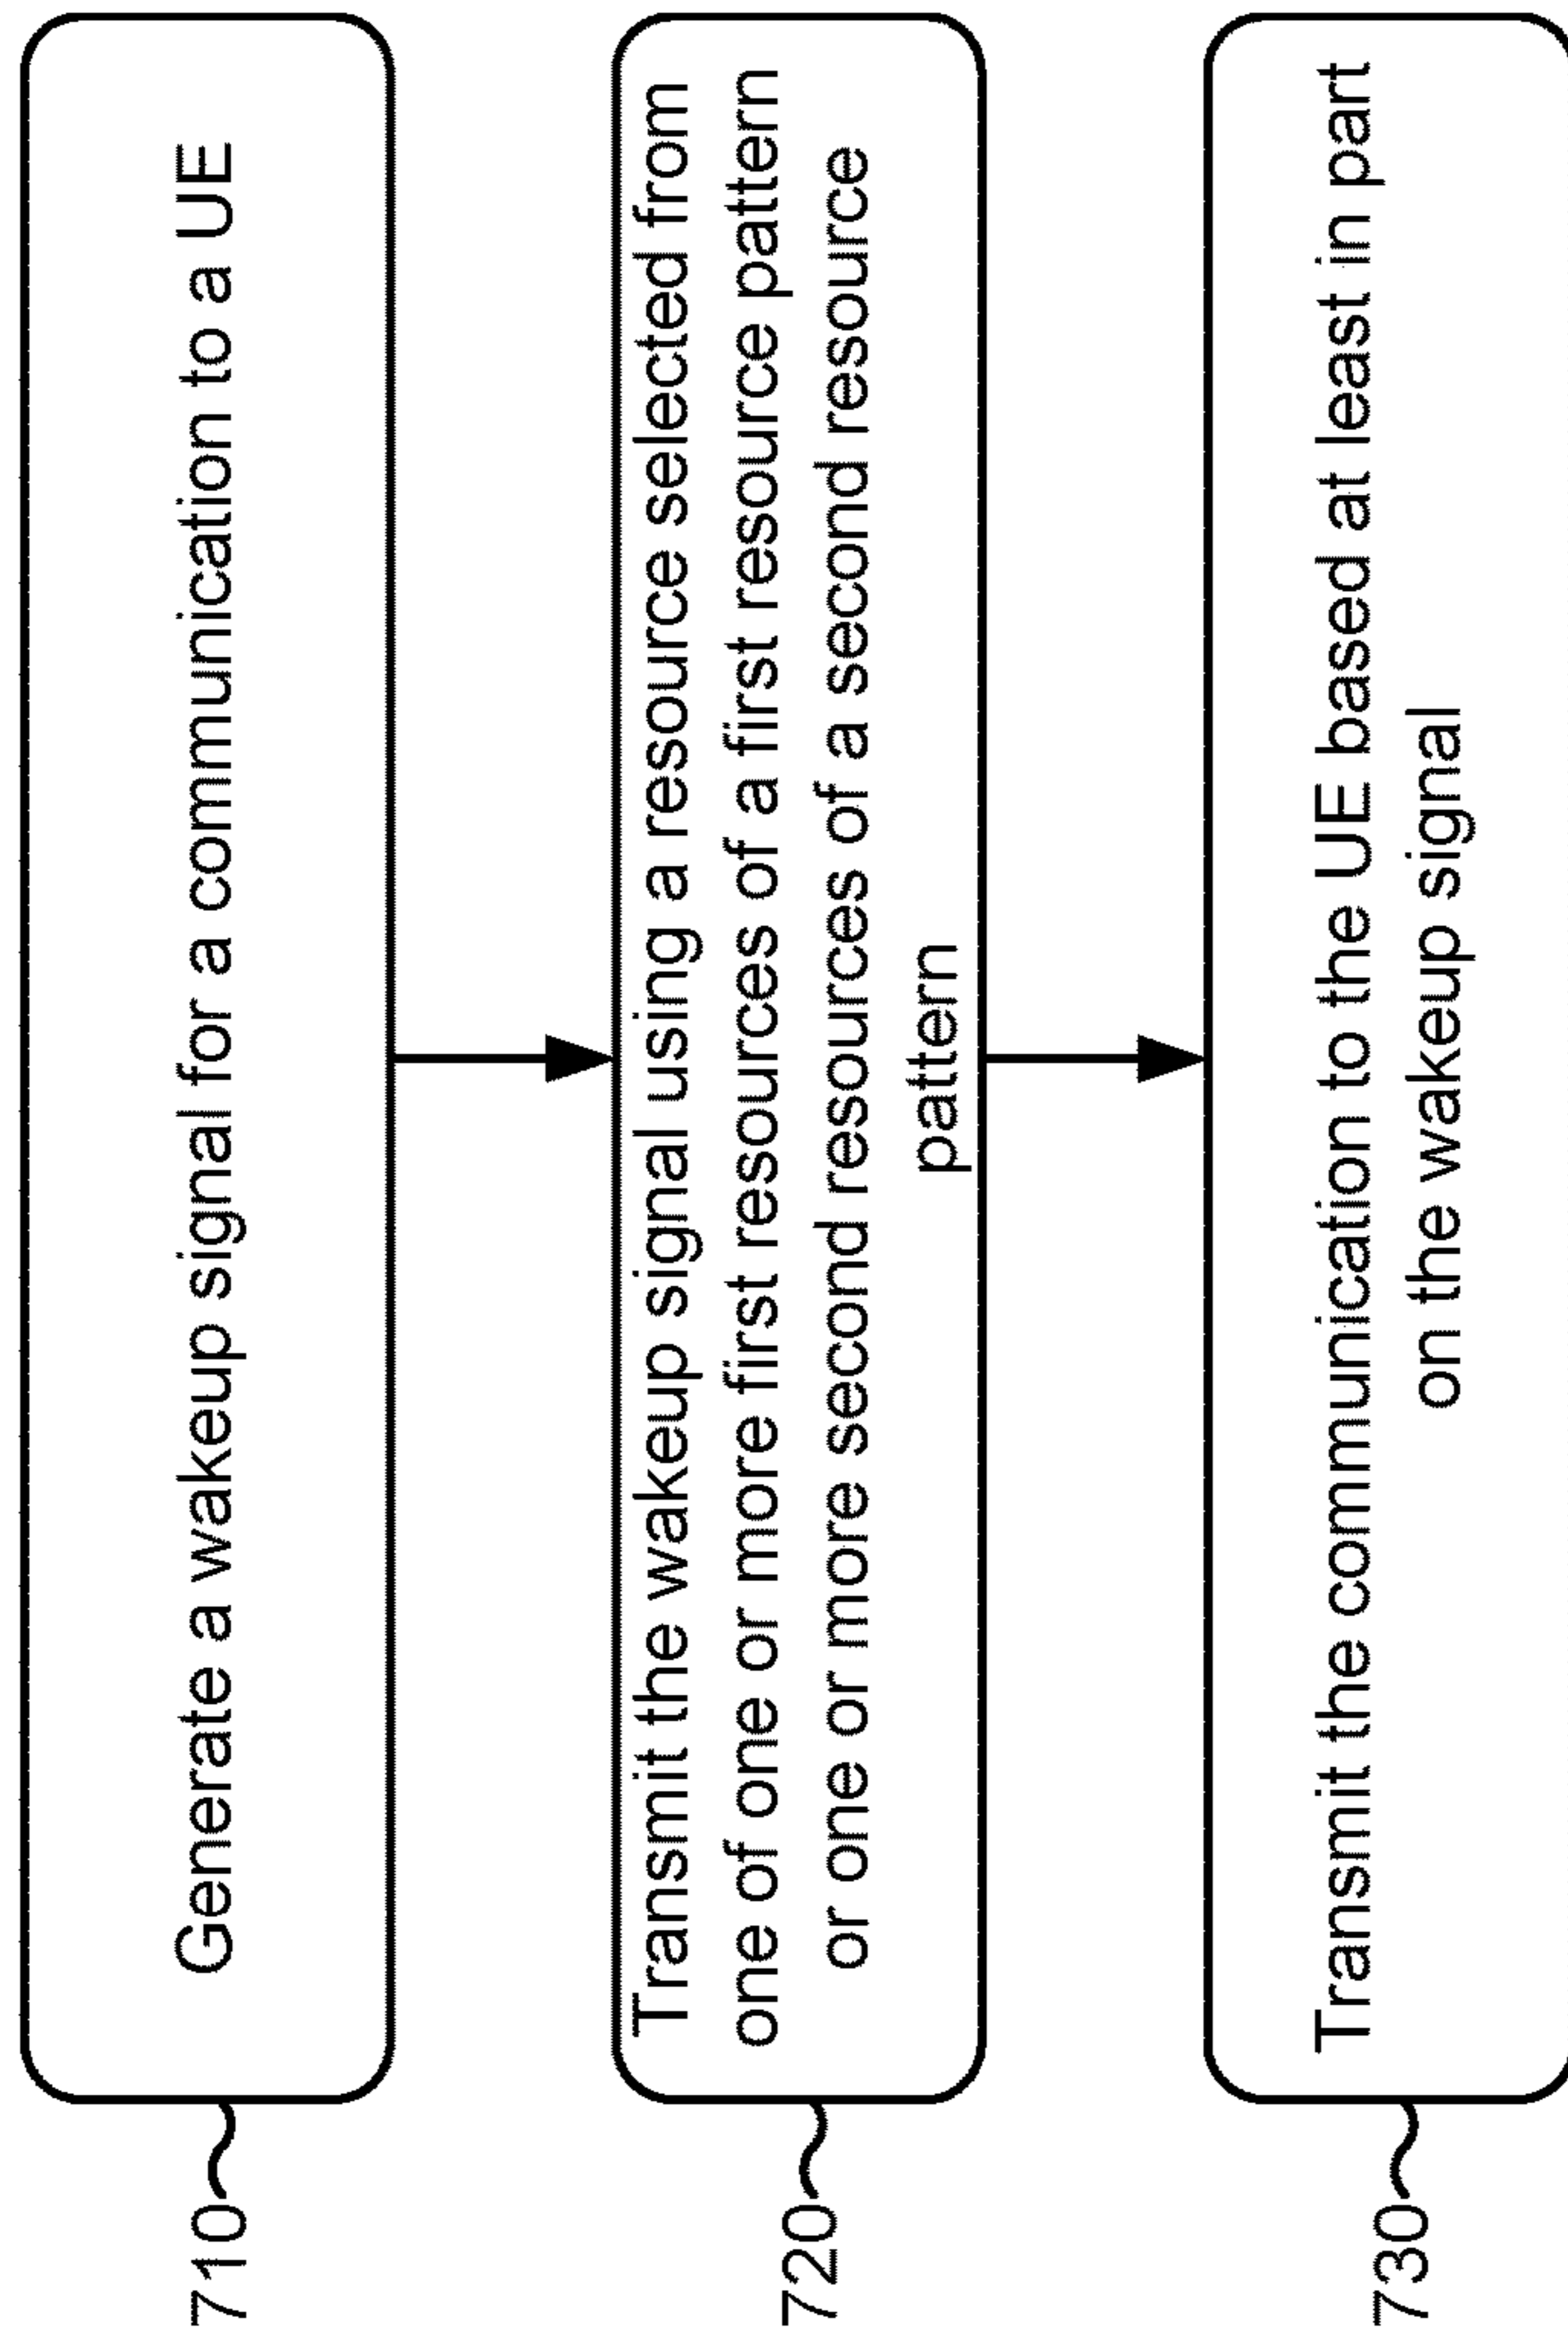 710
Generate a wakeup signal for a communication to a UE
720
Transmit the wakeup signal using a resource selected from
one of one or more first resources of a first resource pattern
or one or more second resources of a second resource
pattern
730
Transmit the communication to the UE based at least in part
on the wakeup signal